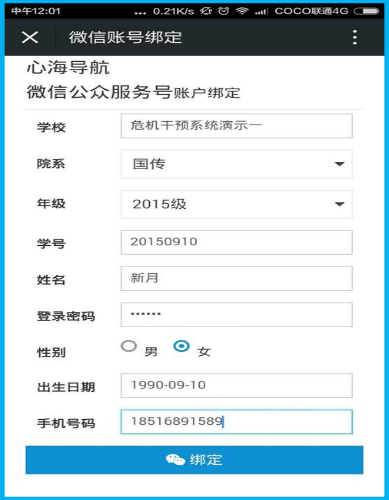 中午12:01 ... 0.21K/s COCO联通4G
微信账号绑定
心海导航
微信公众服务号账户绑定
学校 危机干预系统演示一
院系 国传
年级 2015级
学号 20150910
姓名 新月
登录密码 ••••••
性别 男 女
出生日期 1990-09-10
手机号码 18516891589
绑定